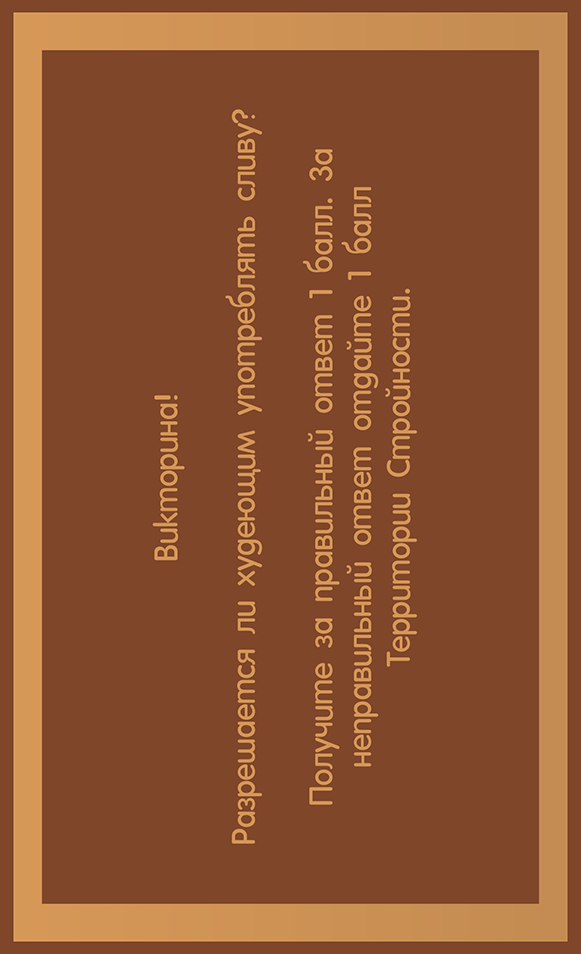 Викторина!
Разрешается ли худеющим употреблять сливу?
Получите за правильный ответ 1 балл. За
неправильный ответ отдайте 1 балл
Территории Стройности.